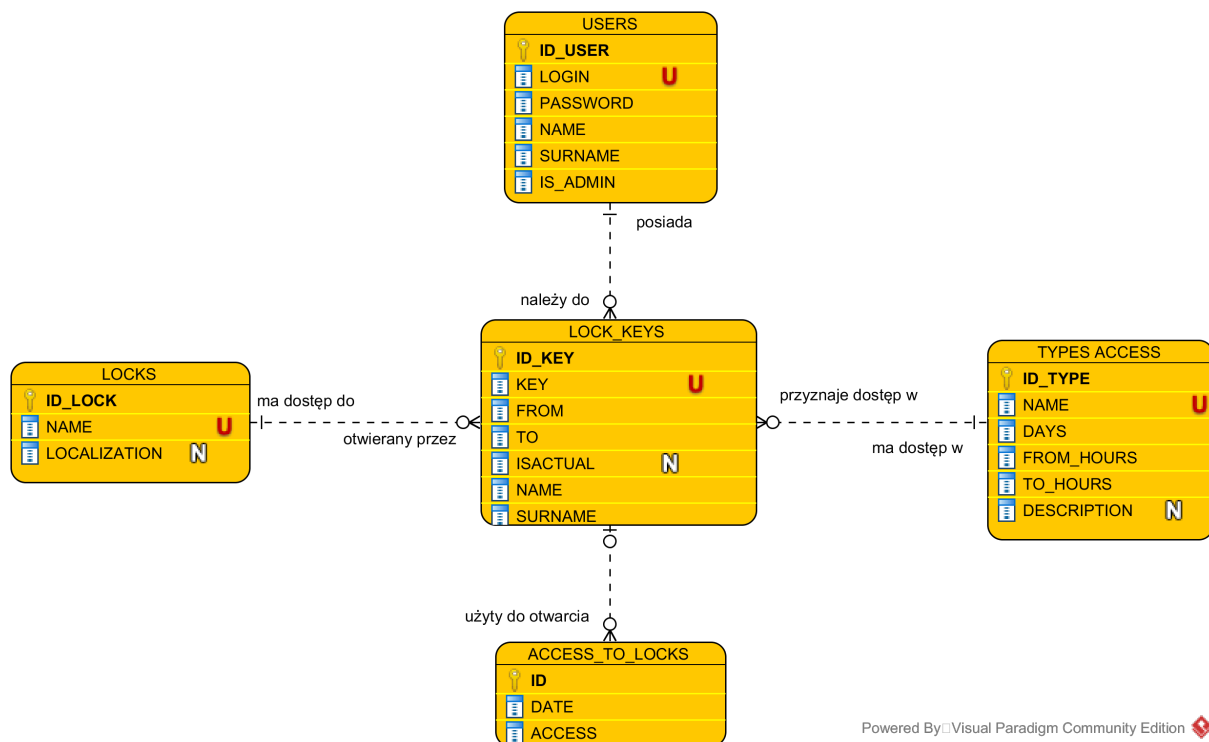 USERS
ID_USER
LOGIN U
PASSWORD
NAME
SURNAME
IS_ADMIN
posiada
należy do
LOCK_KEYS
ID_KEY
KEY U
FROM
TO
ISACTUAL N
NAME
SURNAME
LOCKS
ID_LOCK
NAME U
LOCALIZATION N
ma dostęp do
otwierany przez
przyznaje dostęp w
ma dostęp w
TYPES ACCESS
ID_TYPE
NAME U
DAYS
FROM_HOURS
TO_HOURS
DESCRIPTION N
użyty do otwarcia
ACCESS_TO_LOCKS
ID
DATE
ACCESS
Powered By Visual Paradigm Community Edition